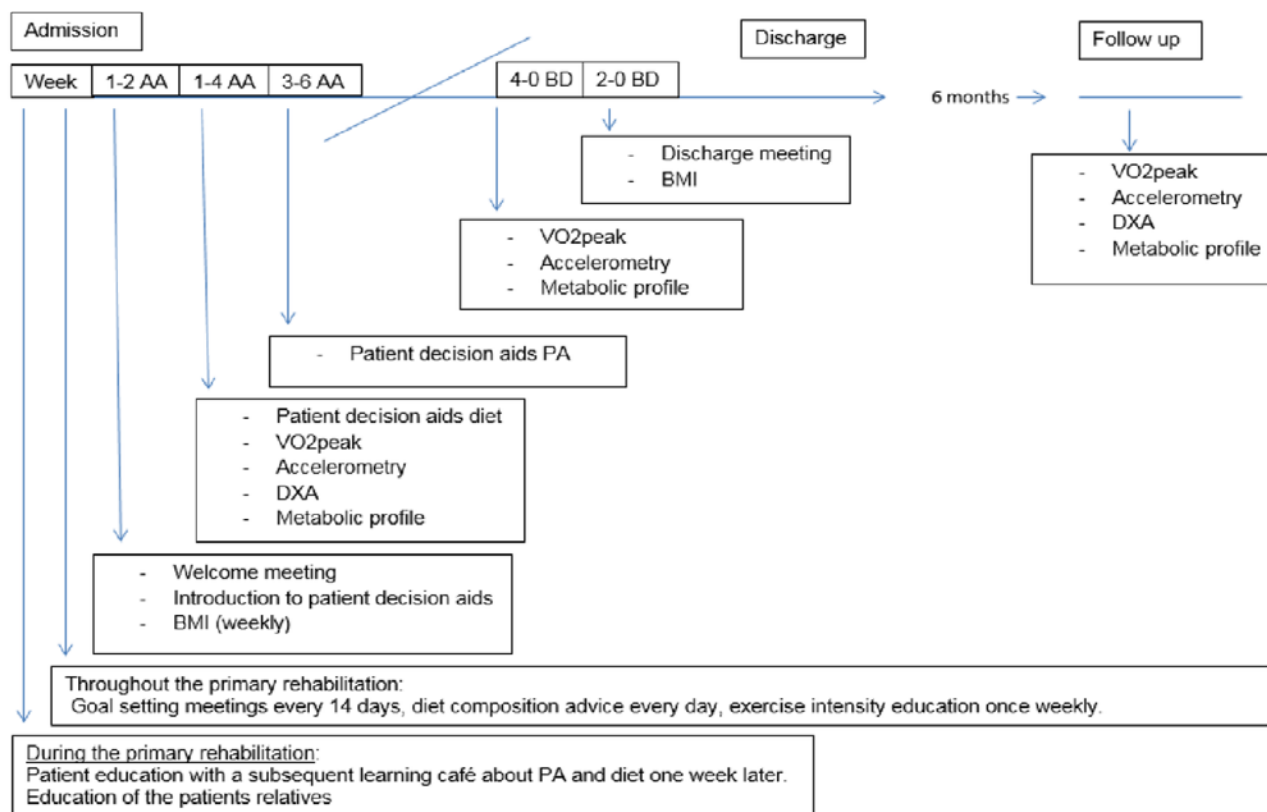 Admission
Discharge
Follow up
Week 1-2 AA 1-4 AA 3-6 AA
4-0 BD 2-0 BD
6 months
- Discharge meeting
- BMI
- VO2peak
- Accelerometry
- DXA
- Metabolic profile
- VO2peak
- Accelerometry
- Metabolic profile
- Patient decision aids PA
- Patient decision aids diet
- VO2peak
- Accelerometry
- DXA
- Metabolic profile
- Welcome meeting
- Introduction to patient decision aids
- BMI (weekly)
Throughout the primary rehabilitation:
Goal setting meetings every 14 days, diet composition advice every day, exercise intensity education once weekly.
During the primary rehabilitation:
Patient education with a subsequent learning café about PA and diet one week later.
Education of the patients relatives